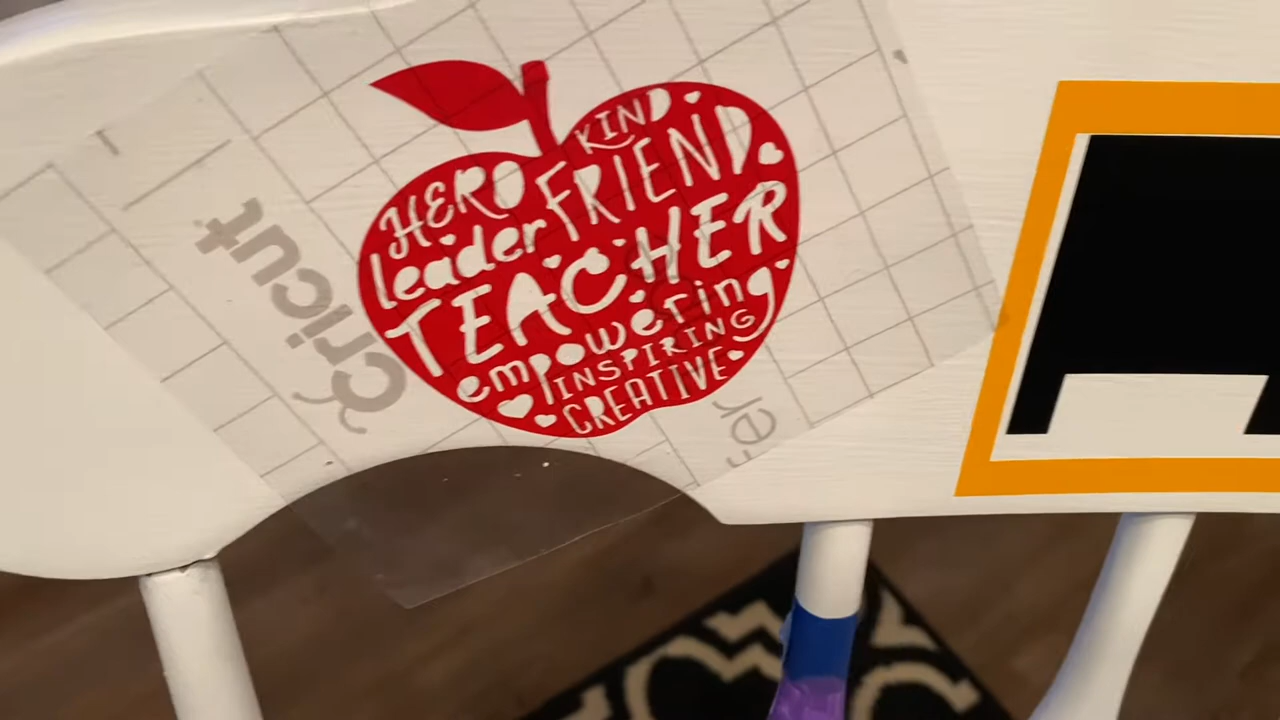 KIND
HERO FRIEND
leader
TEACHER
empowering
INSPIRING
CREATIVE
Cricut